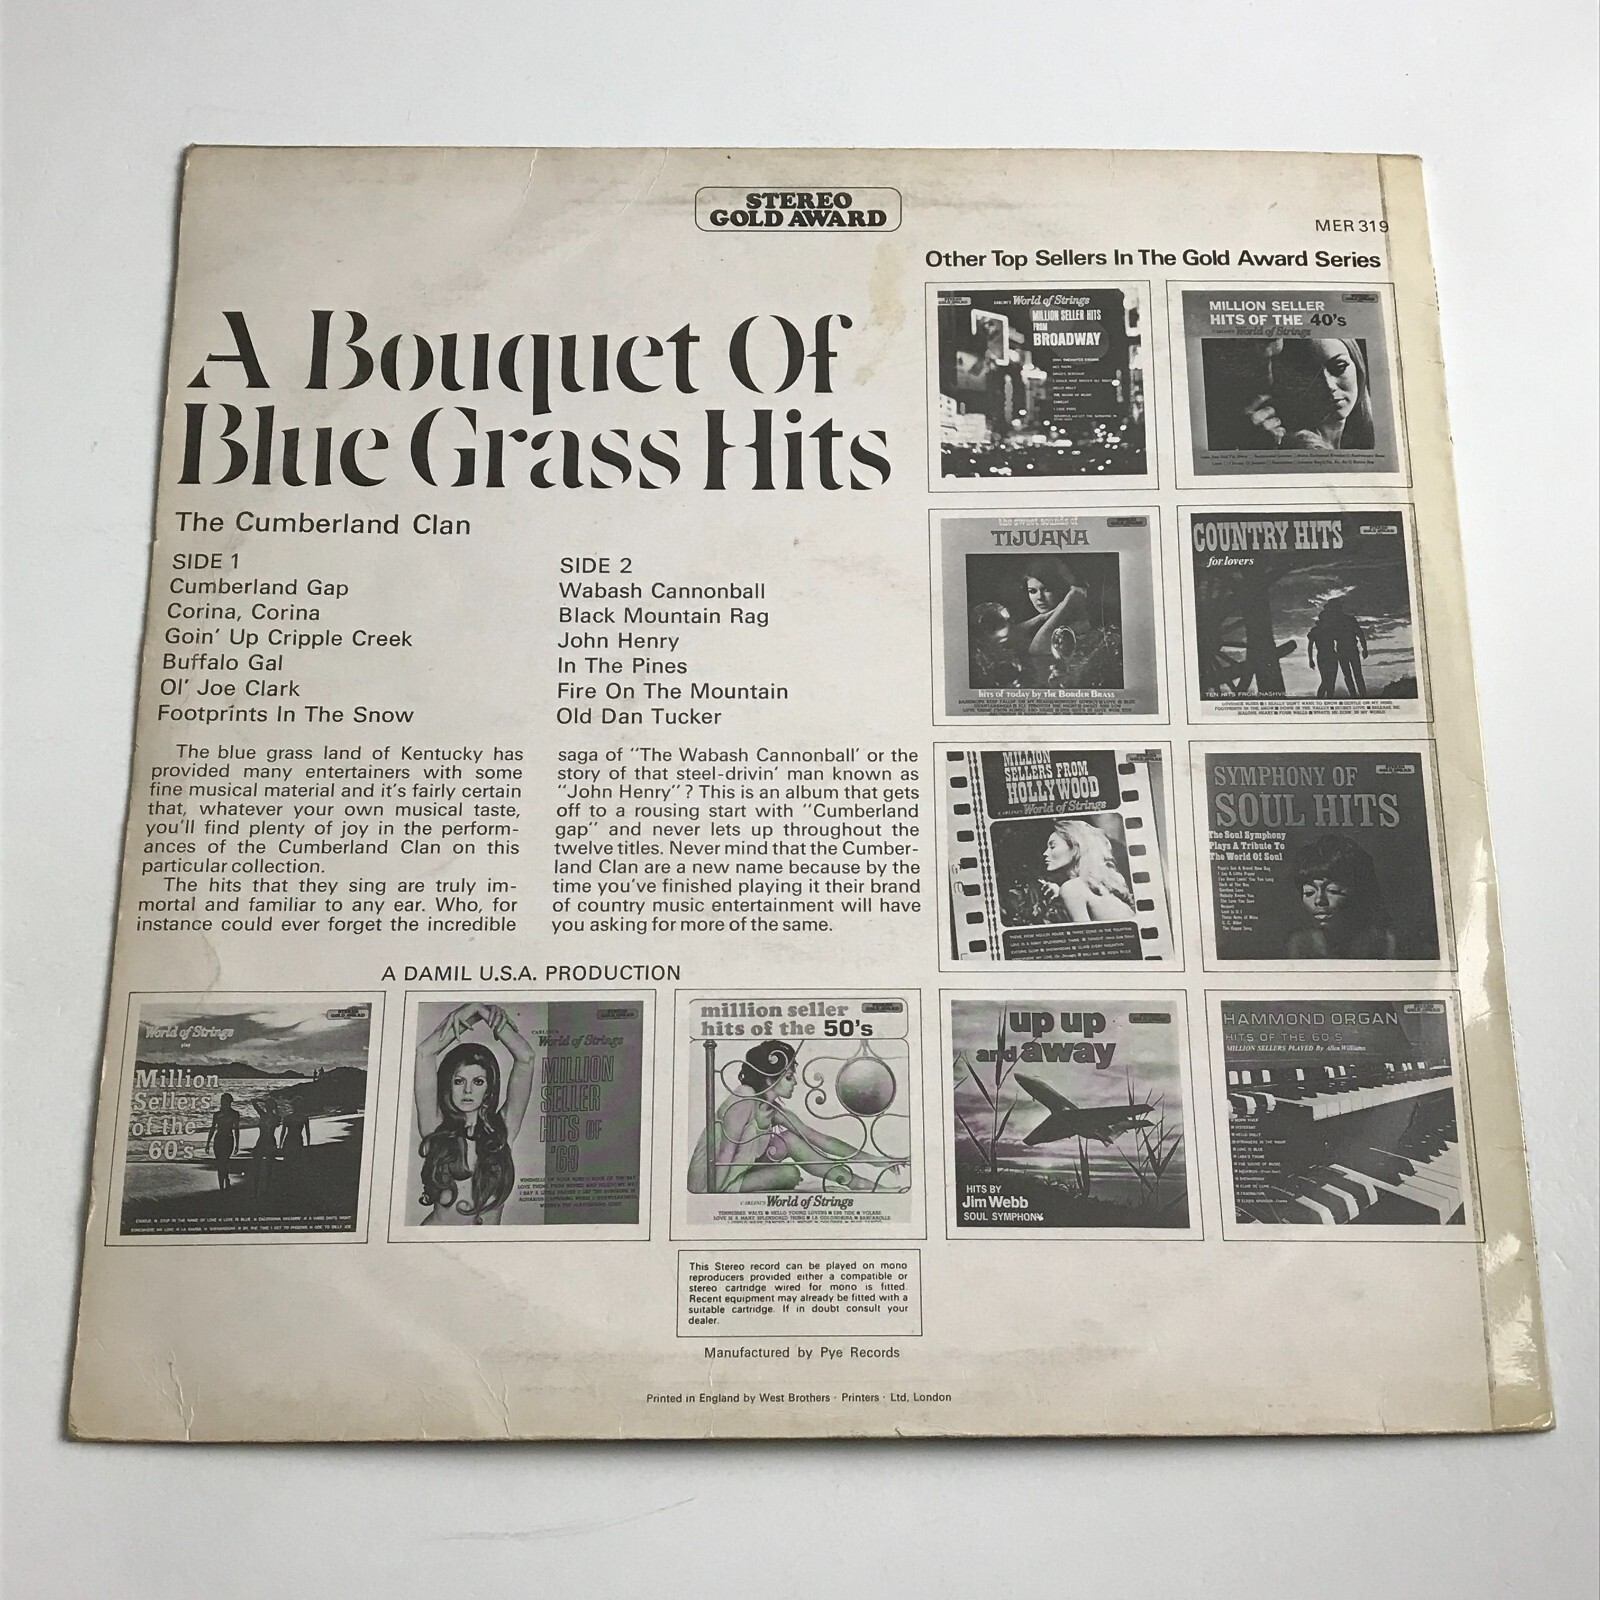 STEREO
GOLD AWARD
MER 319
Other Top Sellers In The Gold Award Series
A Bouquet Of
Blue Grass Hits
The Cumberland Clan
SIDE 1
Cumberland Gap
Corina, Corina
Goin' Up Cripple Creek
Buffalo Gal
Ol' Joe Clark
Footprints In The Snow
SIDE 2
Wabash Cannonball
Black Mountain Rag
John Henry
In The Pines
Fire On The Mountain
Old Dan Tucker
The blue grass land of Kentucky has
provided many entertainers with some
fine musical material and it's fairly certain
that, whatever your own musical taste,
you'll find plenty of joy in the perform-
ances of the Cumberland Clan on this
particular collection.
The hits that they sing are truly im-
mortal and familiar to any ear. Who, for
instance could ever forget the incredible
saga of "The Wabash Cannonball' or the
story of that steel-drivin' man known as
"John Henry"? This is an album that gets
off to a rousing start with "Cumberland
gap" and never lets up throughout the
twelve titles. Never mind that the Cumber-
land Clan are a new name because by the
time you've finished playing it their brand
of country music entertainment will have
you asking for more of the same.
A DAMIL U.S.A. PRODUCTION
World of Strings
MILLION SELLER HITS
FROM
BROADWAY
MILLION SELLER
HITS OF THE 40's
World of Strings
the sweet sounds of
TIJUANA
hits of today by THE BORDER BRASS
COUNTRY HITS
for lovers
TEN HITS FROM NASHVILLE
MILLION
SELLERS FROM
HOLLYWOOD
World of Strings
SYMPHONY OF
SOUL HITS
The Soul Symphony
Plays A Tribute To
The World Of Soul
World of Strings
play
Million
Sellers
of the
60's
World of Strings
MILLION
SELLER
HITS OF
'69
million seller
hits of the 50's
World of Strings
up up
and away
HITS BY
Jim Webb
SOUL SYMPHONY
HAMMOND ORGAN
HITS OF THE 60'S
MILLION SELLERS PLAYED By Allen Williams
This Stereo record can be played on mono
reproducers provided either a compatible or
stereo cartridge wired for mono is fitted.
Recent equipment may already be fitted with a
suitable cartridge. If in doubt consult your
dealer.
Manufactured by Pye Records
Printed in England by West Brothers · Printers · Ltd, London